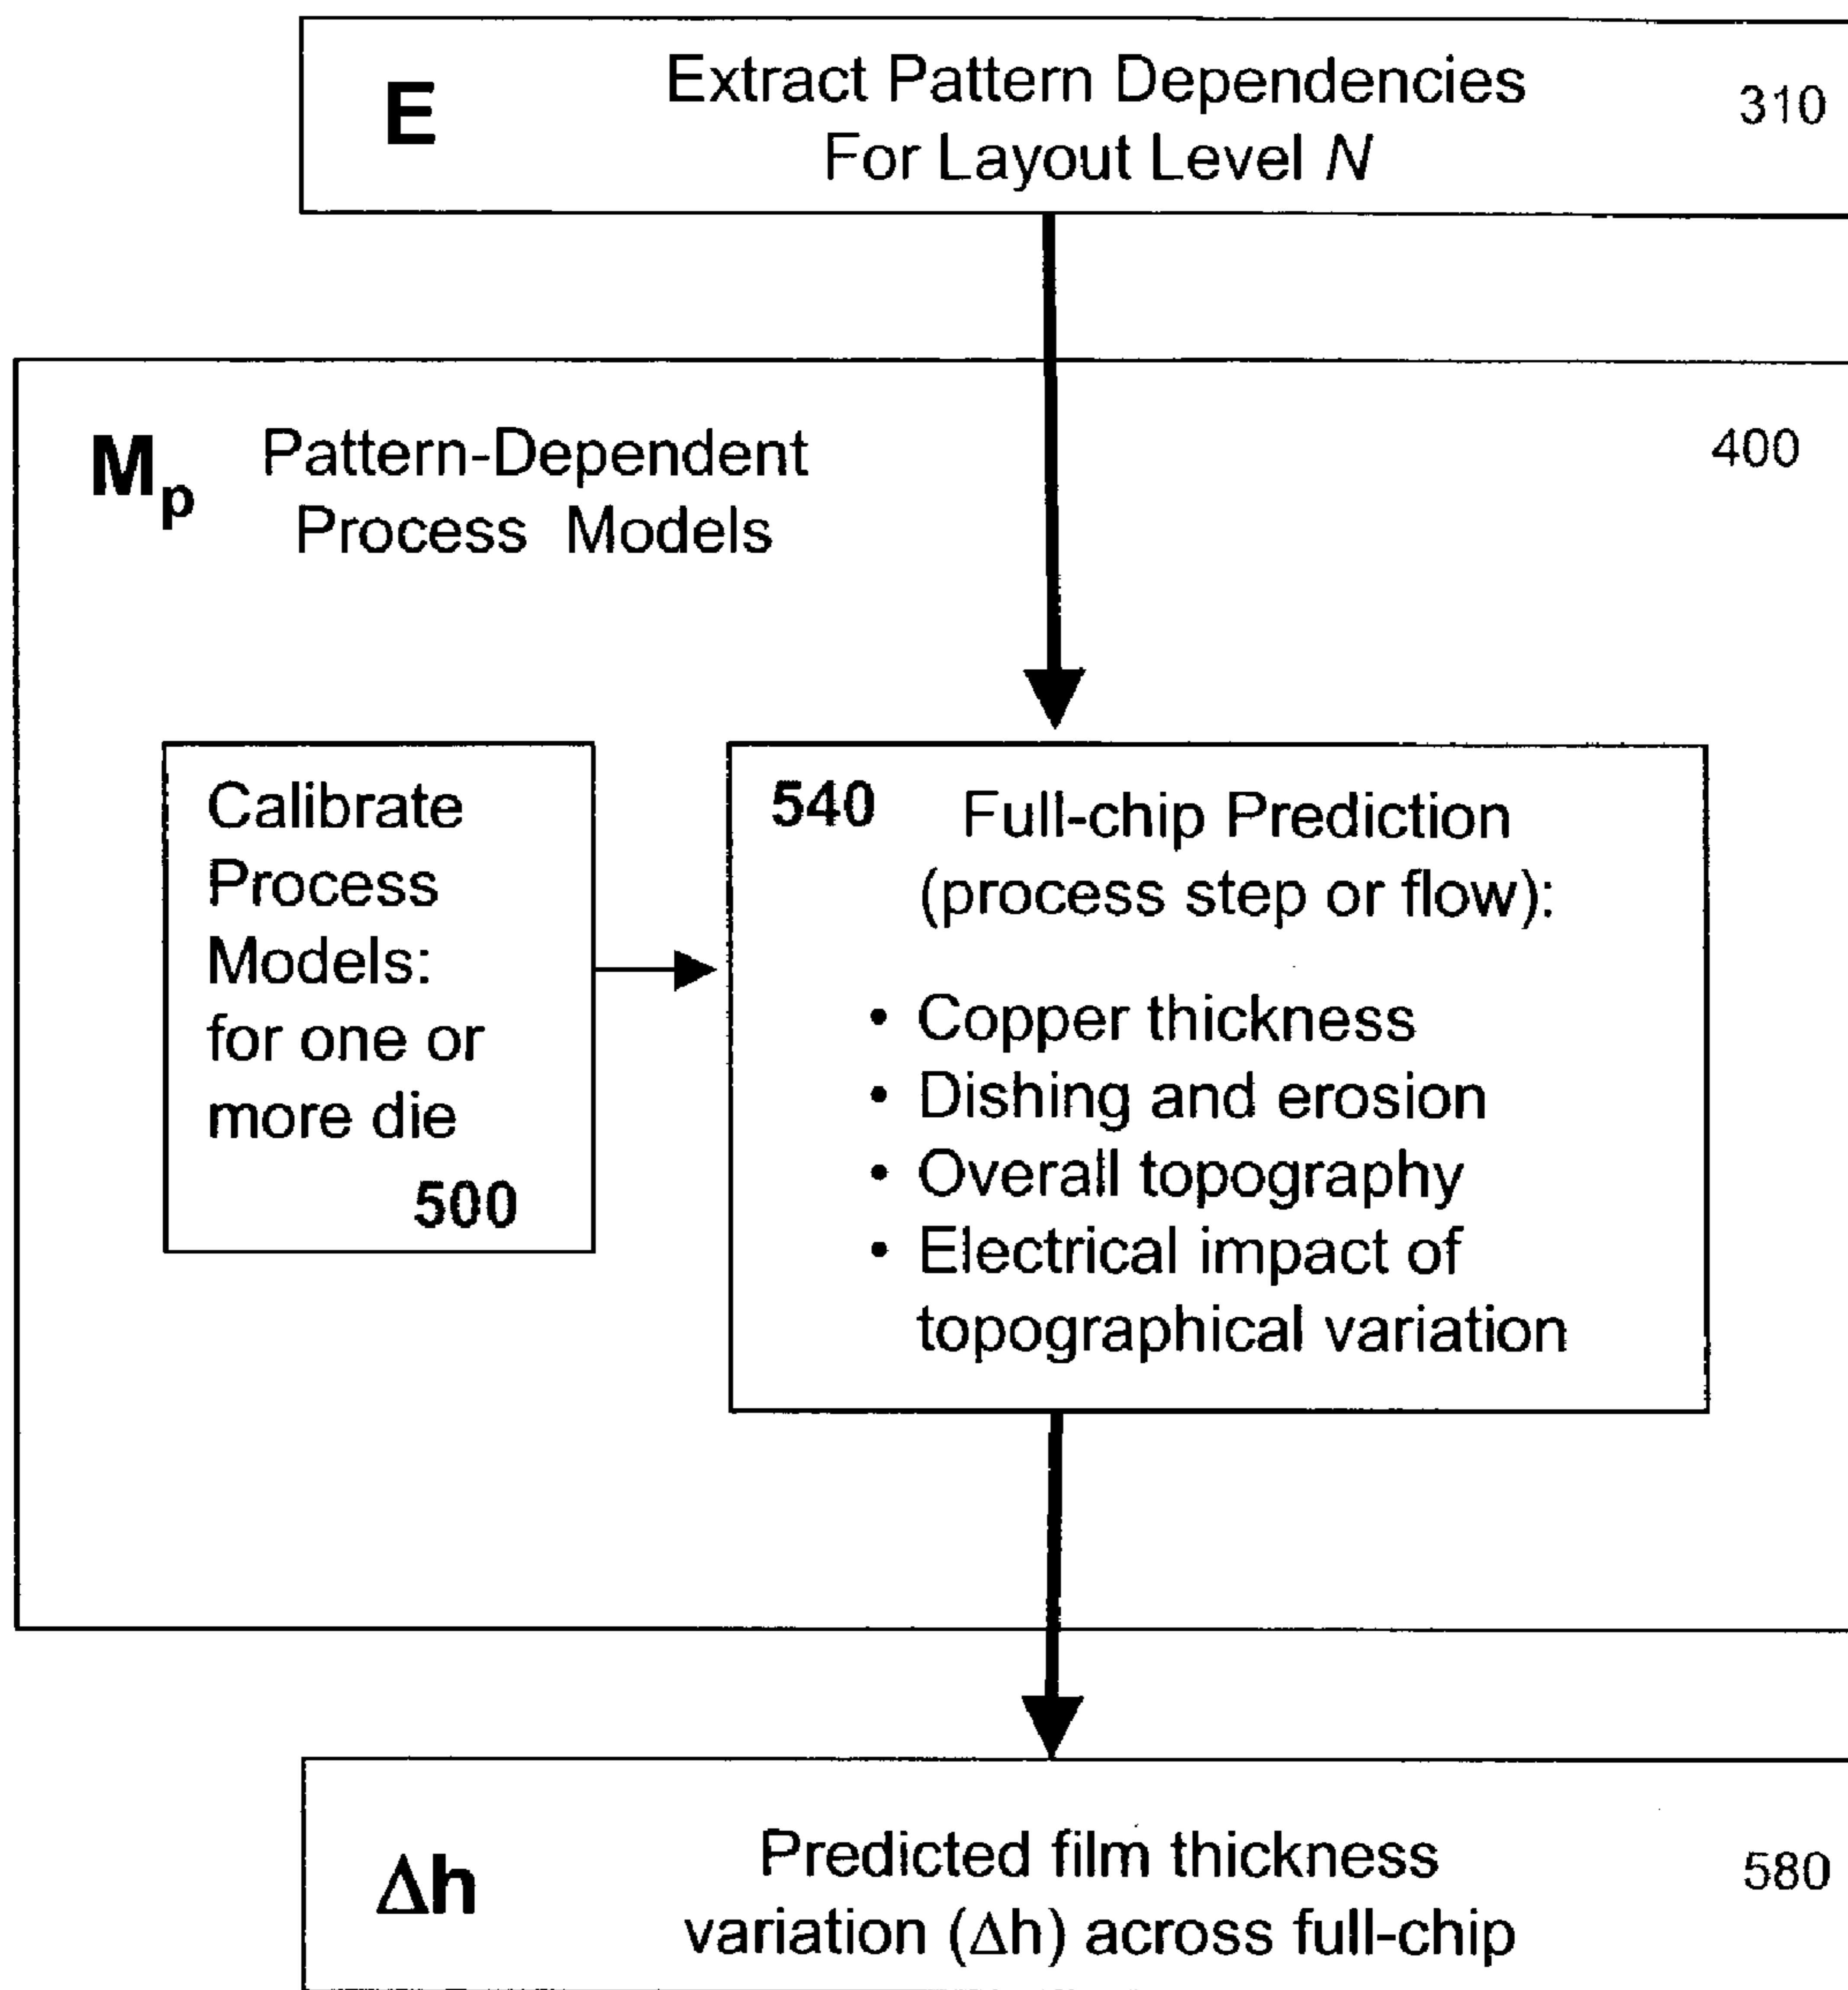 E
Extract Pattern Dependencies
For Layout Level N
310
Mp
Pattern-Dependent
Process Models
400
Calibrate
Process
Models:
for one or
more die
500
540
Full-chip Prediction
(process step or flow):
• Copper thickness
• Dishing and erosion
• Overall topography
• Electrical impact of
topographical variation
Δh
Predicted film thickness
variation (Δh) across full-chip
580